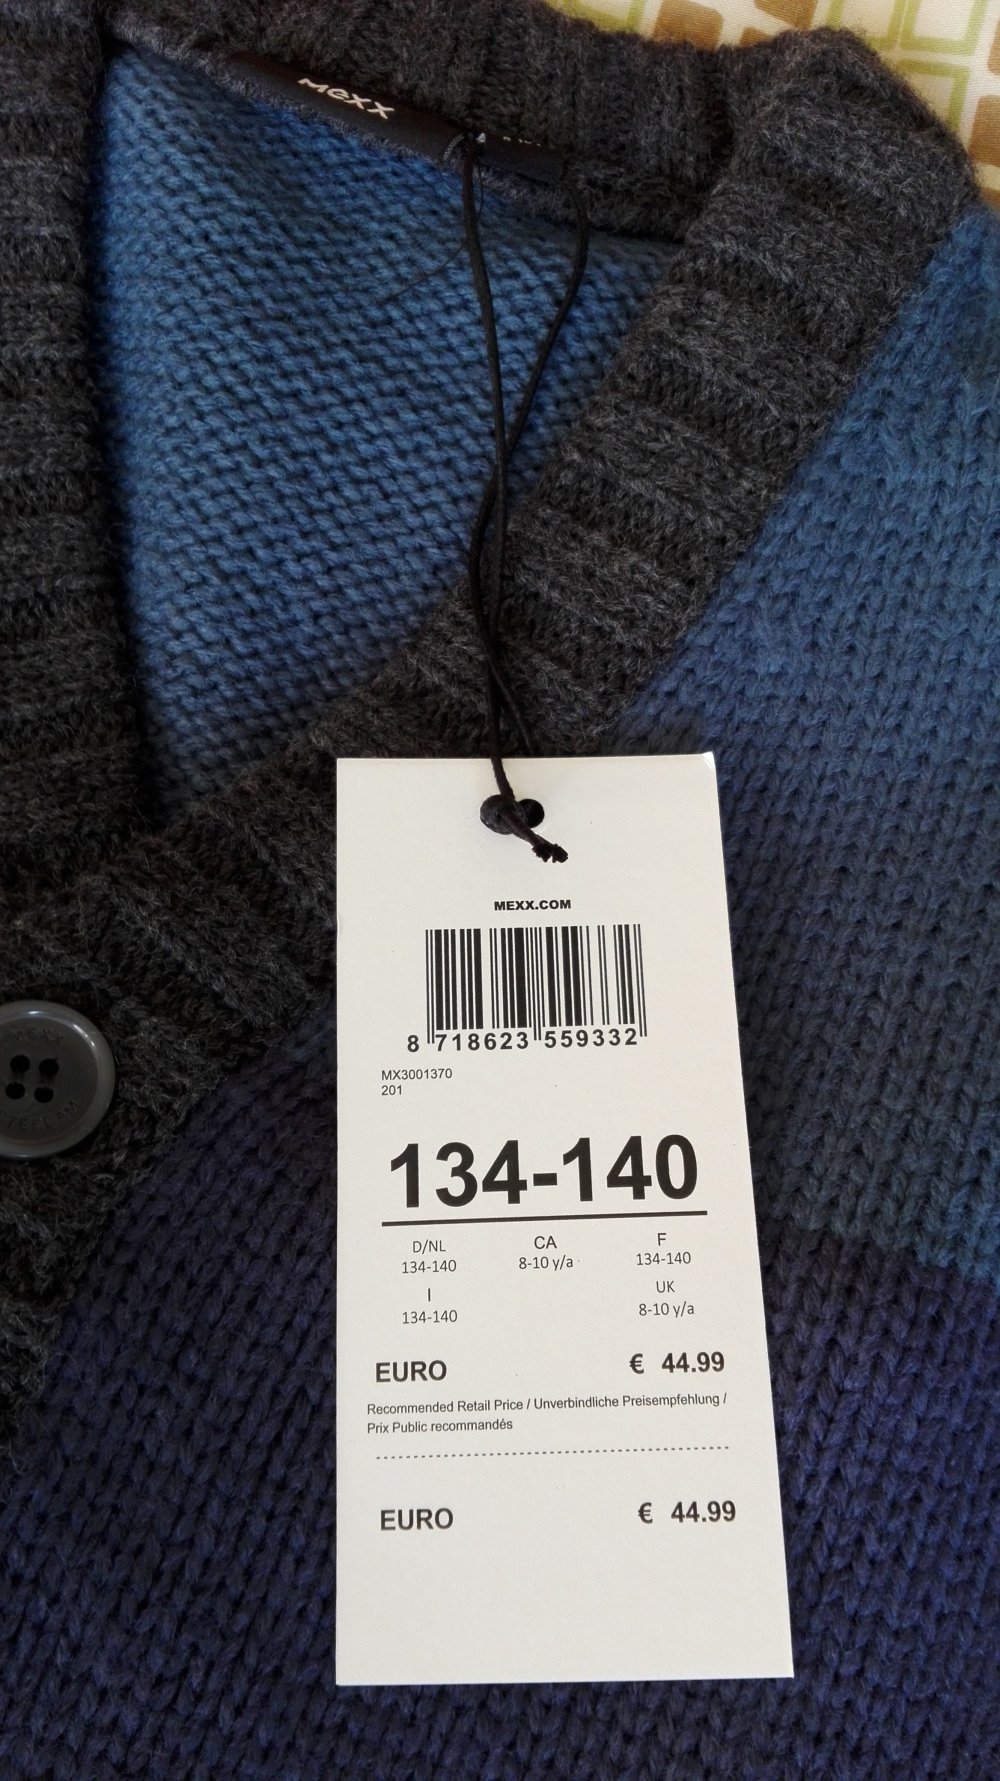 mexx
MEXX.COM
8 718623 559332
MX3001370
201
134-140
D/NL CA F
134-140 8-10 y/a 134-140
I UK
134-140 8-10 y/a
EURO € 44.99
Recommended Retail Price / Unverbindliche Preisempfehlung /
Prix Public recommandés
EURO € 44.99